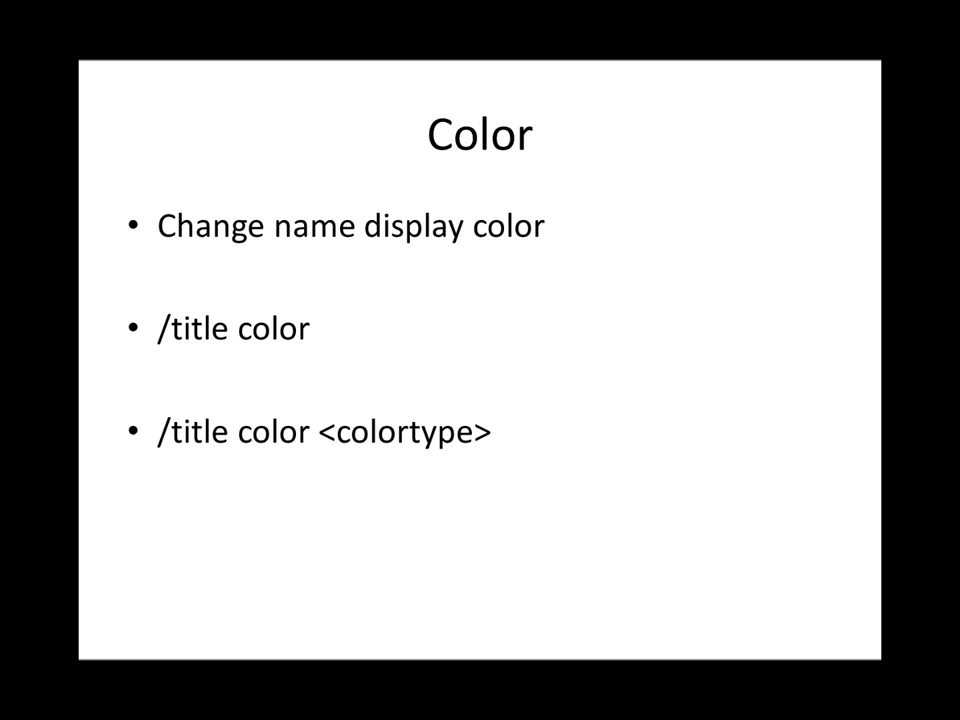 Color
• Change name display color
• /title color
• /title color <colortype>